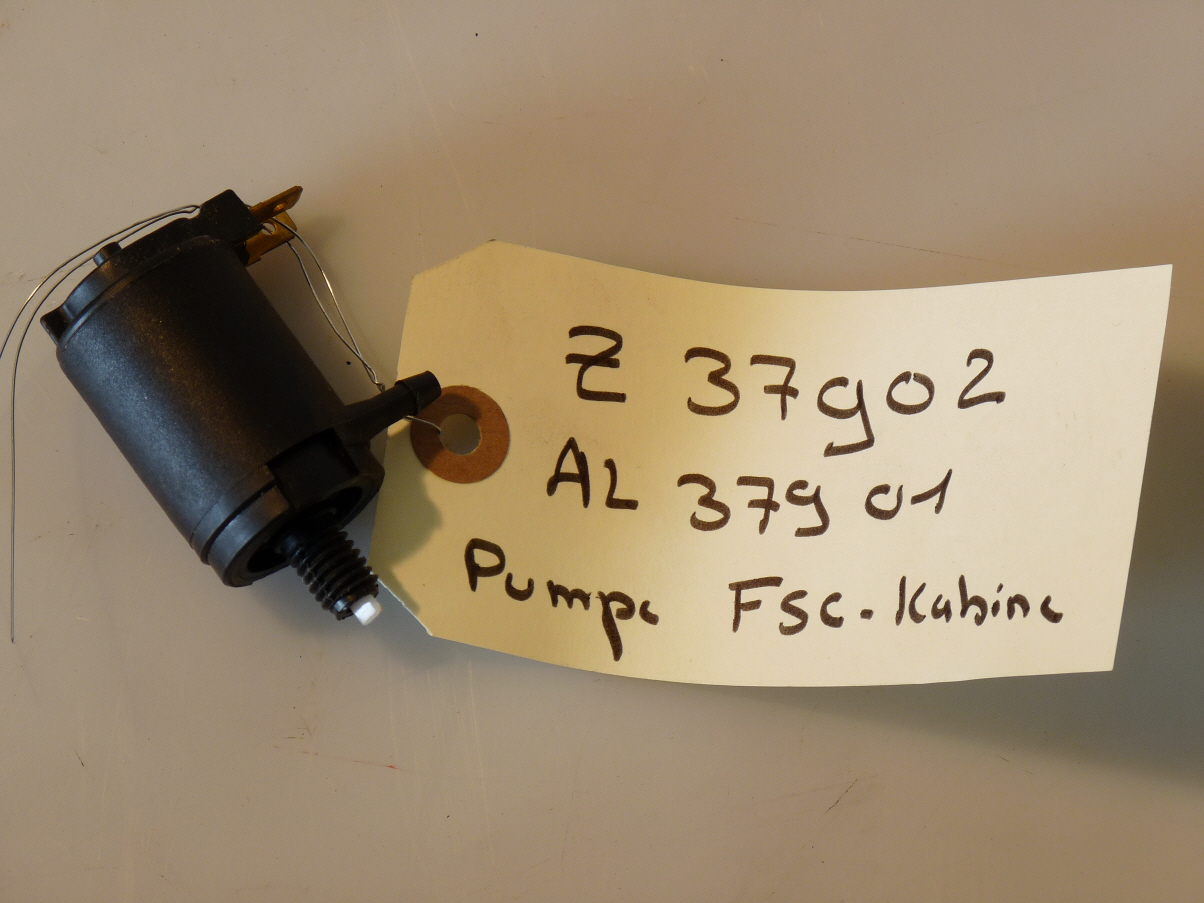 Z 37902
AL 379 01
Pumpe FSC-Kabine